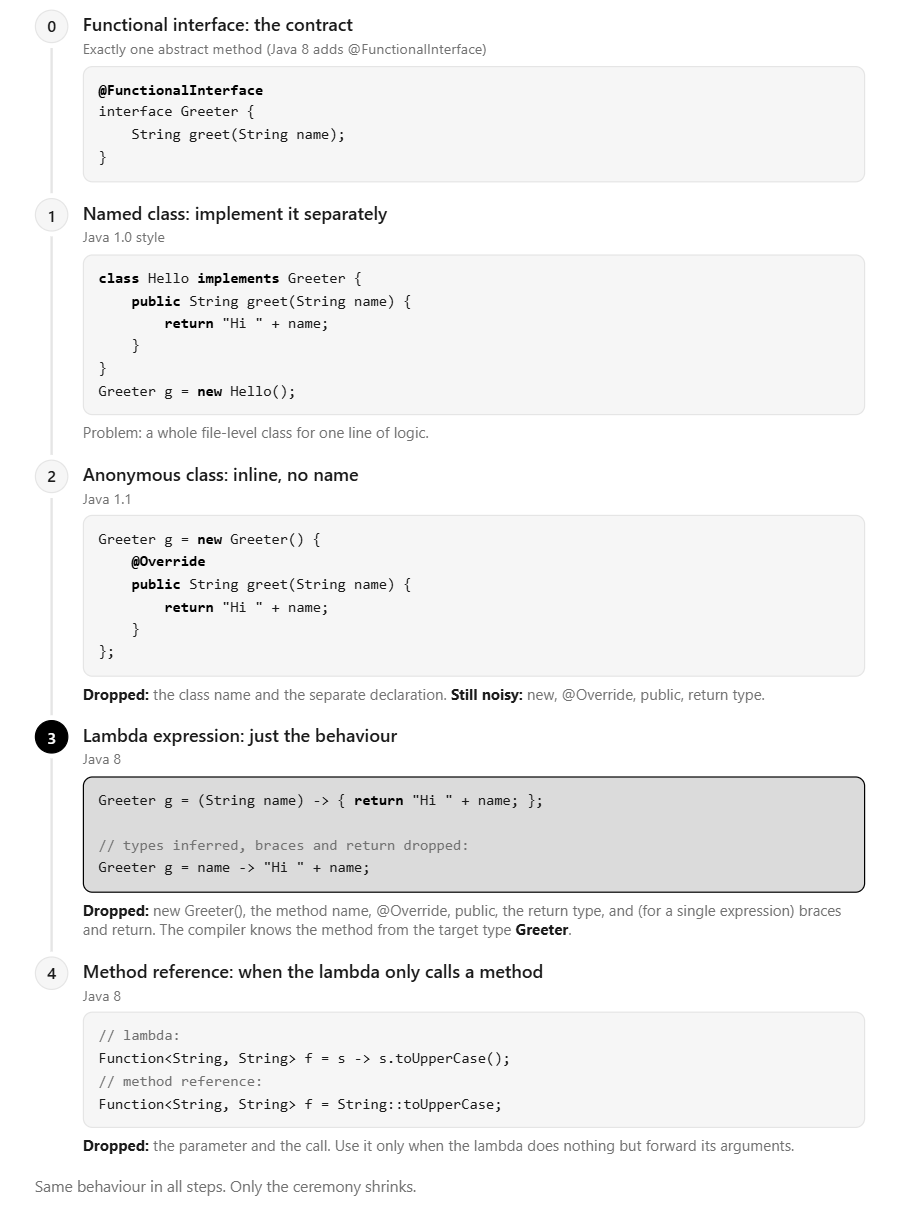 0
Functional interface: the contract
Exactly one abstract method (Java 8 adds @FunctionalInterface)
@FunctionalInterface
interface Greeter {
    String greet(String name);
}
1
Named class: implement it separately
Java 1.0 style
class Hello implements Greeter {
    public String greet(String name) {
        return "Hi " + name;
    }
}
Greeter g = new Hello();
Problem: a whole file-level class for one line of logic.
2
Anonymous class: inline, no name
Java 1.1
Greeter g = new Greeter() {
    @Override
    public String greet(String name) {
        return "Hi " + name;
    }
};
Dropped: the class name and the separate declaration. Still noisy: new, @Override, public, return type.
3
Lambda expression: just the behaviour
Java 8
Greeter g = (String name) -> { return "Hi " + name; };
// types inferred, braces and return dropped:
Greeter g = name -> "Hi " + name;
Dropped: new Greeter(), the method name, @Override, public, the return type, and (for a single expression) braces
and return. The compiler knows the method from the target type Greeter.
4
Method reference: when the lambda only calls a method
Java 8
// lambda:
Function<String, String> f = s -> s.toUpperCase();
// method reference:
Function<String, String> f = String::toUpperCase;
Dropped: the parameter and the call. Use it only when the lambda does nothing but forward its arguments.
Same behaviour in all steps. Only the ceremony shrinks.